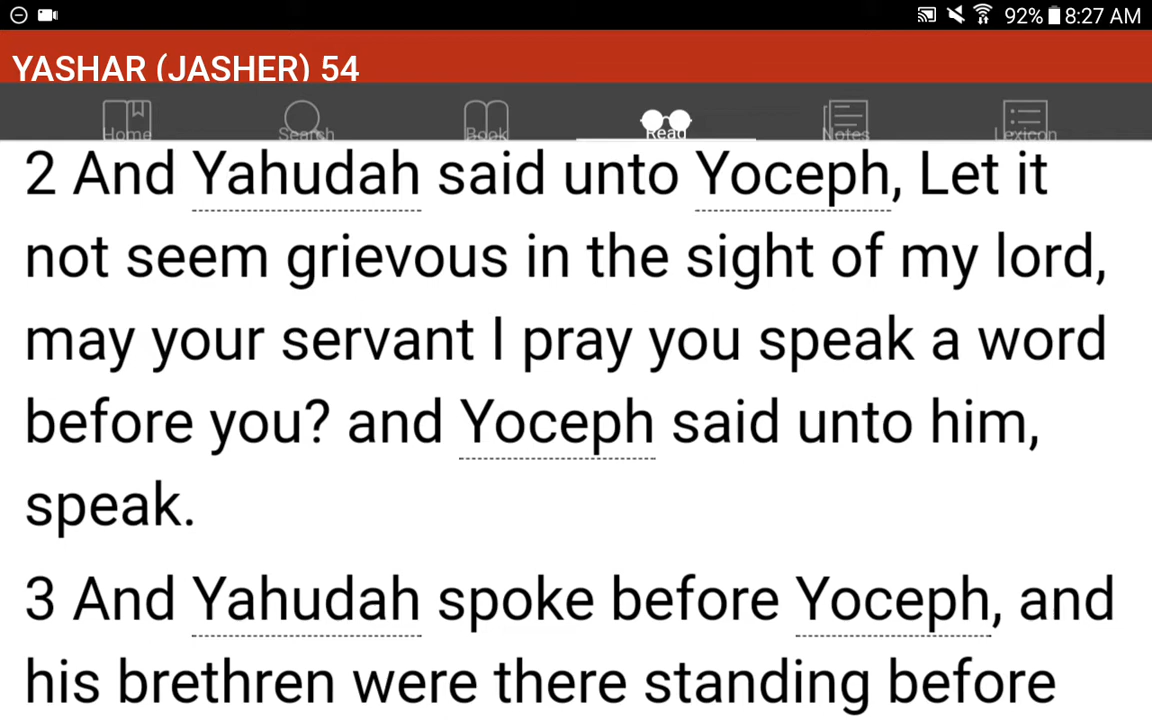 92% 8:27 AM
YASHAR (JASHER) 54
Home Search Book Read Notes Lexicon
2 And Yahudah said unto Yoceph, Let it
not seem grievous in the sight of my lord,
may your servant I pray you speak a word
before you? and Yoceph said unto him,
speak.
3 And Yahudah spoke before Yoceph, and
his brethren were there standing before